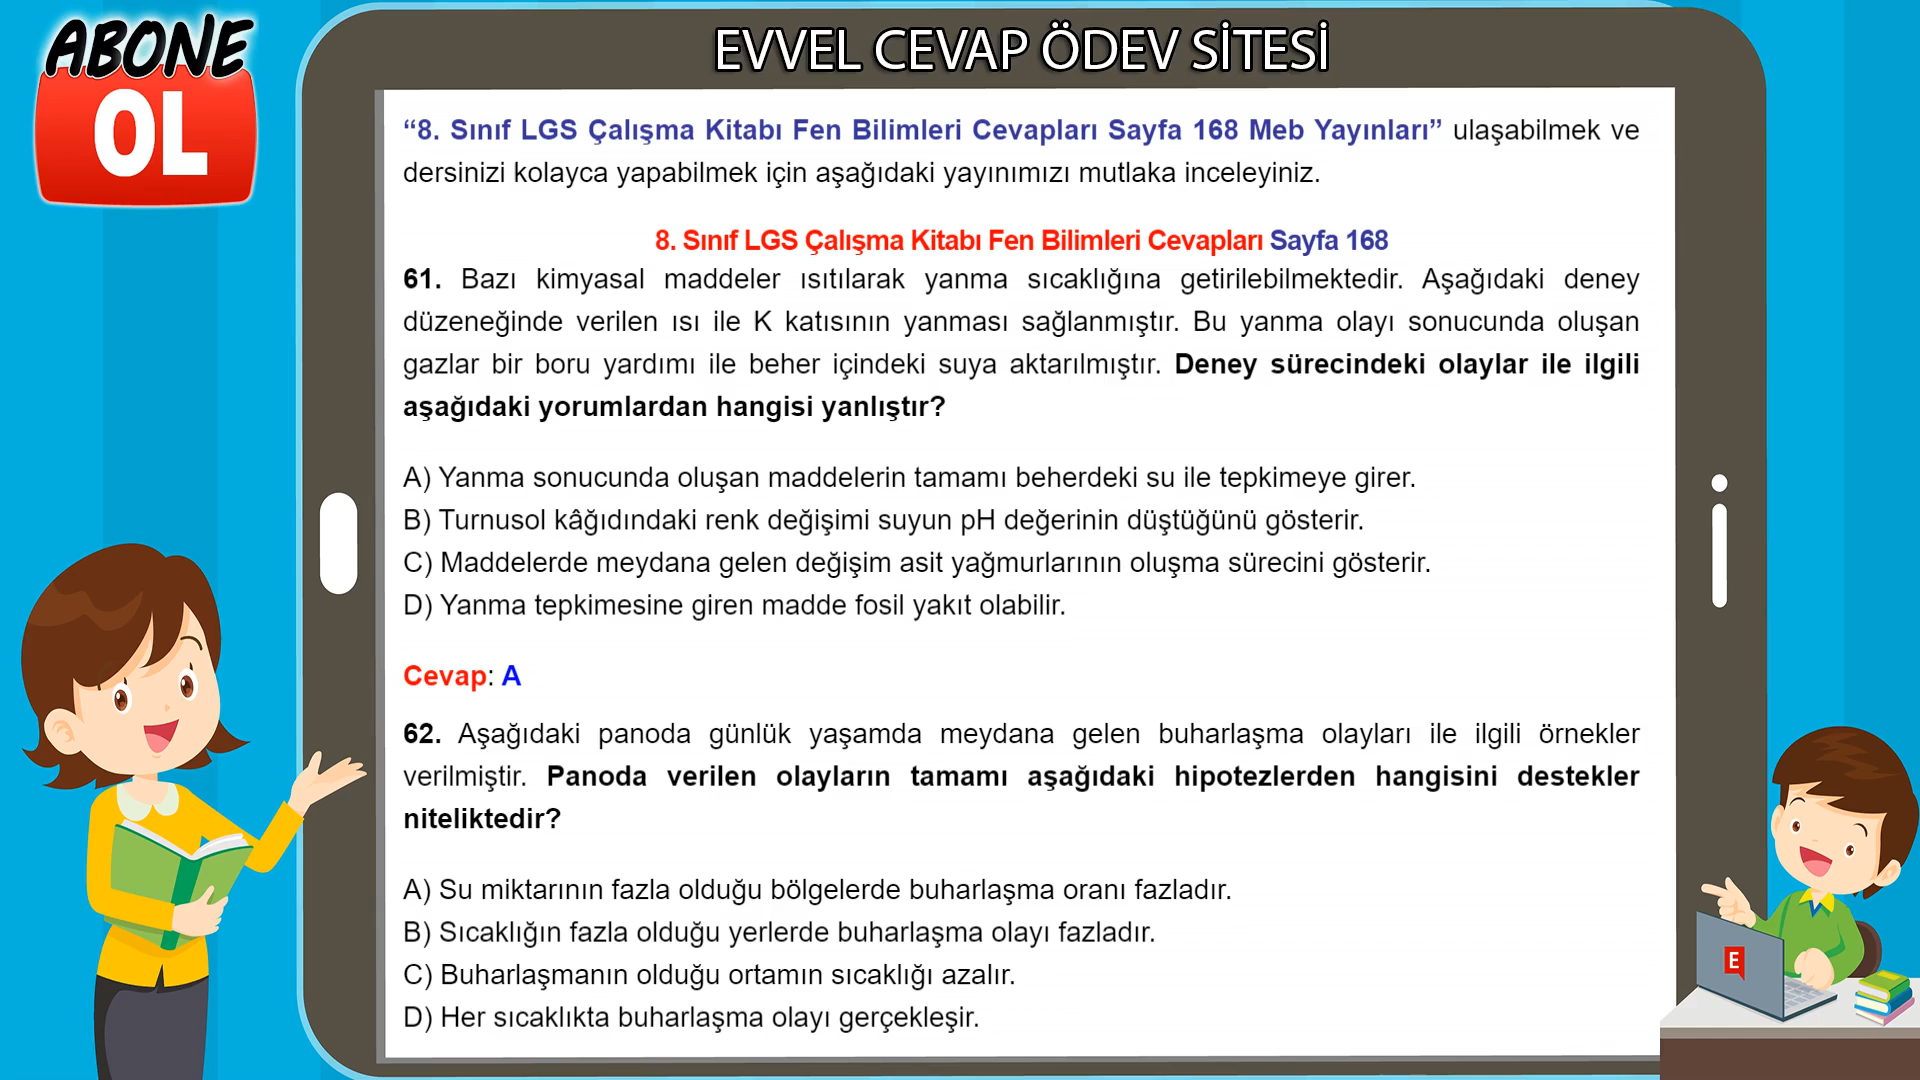 ABONE
OL
EVVEL CEVAP ÖDEV SİTESİ
“8. Sınıf LGS Çalışma Kitabı Fen Bilimleri Cevapları Sayfa 168 Meb Yayınları” ulaşabilmek ve
dersinizi kolayca yapabilmek için aşağıdaki yayınımızı mutlaka inceleyiniz.
8. Sınıf LGS Çalışma Kitabı Fen Bilimleri Cevapları Sayfa 168
61. Bazı kimyasal maddeler ısıtılarak yanma sıcaklığına getirilebilmektedir. Aşağıdaki deney
düzeneğinde verilen ısı ile K katısının yanması sağlanmıştır. Bu yanma olayı sonucunda oluşan
gazlar bir boru yardımı ile beher içindeki suya aktarılmıştır. Deney sürecindeki olaylar ile ilgili
aşağıdaki yorumlardan hangisi yanlıştır?
A) Yanma sonucunda oluşan maddelerin tamamı beherdeki su ile tepkimeye girer.
B) Turnusol kâğıdındaki renk değişimi suyun pH değerinin düştüğünü gösterir.
C) Maddelerde meydana gelen değişim asit yağmurlarının oluşma sürecini gösterir.
D) Yanma tepkimesine giren madde fosil yakıt olabilir.
Cevap: A
62. Aşağıdaki panoda günlük yaşamda meydana gelen buharlaşma olayları ile ilgili örnekler
verilmiştir. Panoda verilen olayların tamamı aşağıdaki hipotezlerden hangisini destekler
niteliktedir?
A) Su miktarının fazla olduğu bölgelerde buharlaşma oranı fazladır.
B) Sıcaklığın fazla olduğu yerlerde buharlaşma olayı fazladır.
C) Buharlaşmanın olduğu ortamın sıcaklığı azalır.
D) Her sıcaklıkta buharlaşma olayı gerçekleşir.
E